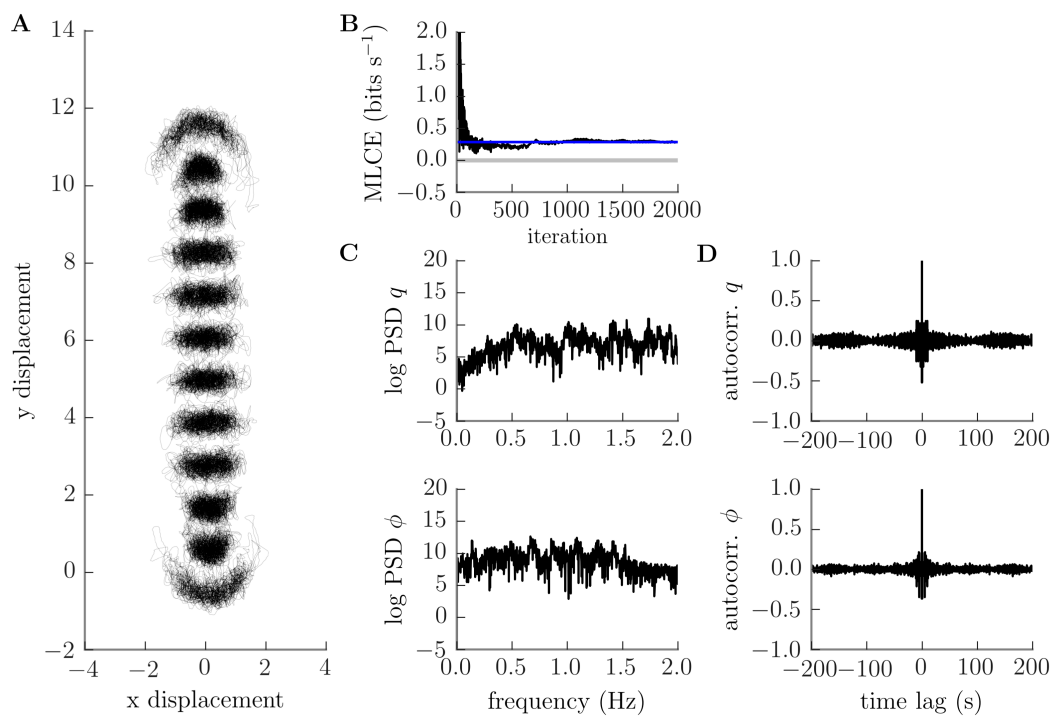 A
14
12
10
8
6
4
2
0
−2
−4 −2 0 2 4
y displacement
x displacement
B
2.0
1.5
1.0
0.5
0.0
−0.5
0 500 1000 1500 2000
MLCE (bits s⁻¹)
iteration
C
20
15
10
5
0
−5
0.0 0.5 1.0 1.5 2.0
log PSD q
20
15
10
5
0
−5
0.0 0.5 1.0 1.5 2.0
log PSD ϕ
frequency (Hz)
D
1.0
0.5
0.0
−0.5
−1.0
−200−100 0 100 200
autocorr. q
1.0
0.5
0.0
−0.5
−1.0
−200−100 0 100 200
autocorr. ϕ
time lag (s)